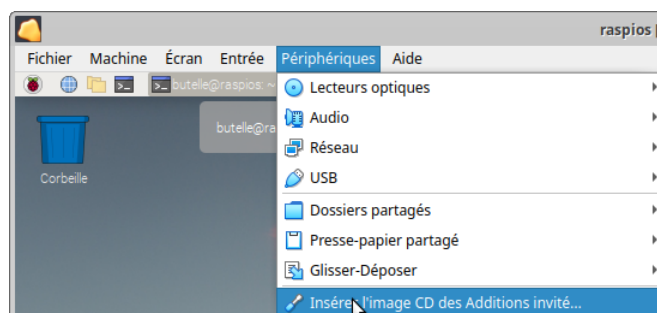 raspios
Fichier Machine Écran Entrée Périphériques Aide
butelle@raspios: ~
Lecteurs optiques
butelle@ra
Audio
Réseau
Corbeille
USB
Dossiers partagés
Presse-papier partagé
Glisser-Déposer
Insérer l'image CD des Additions invité...